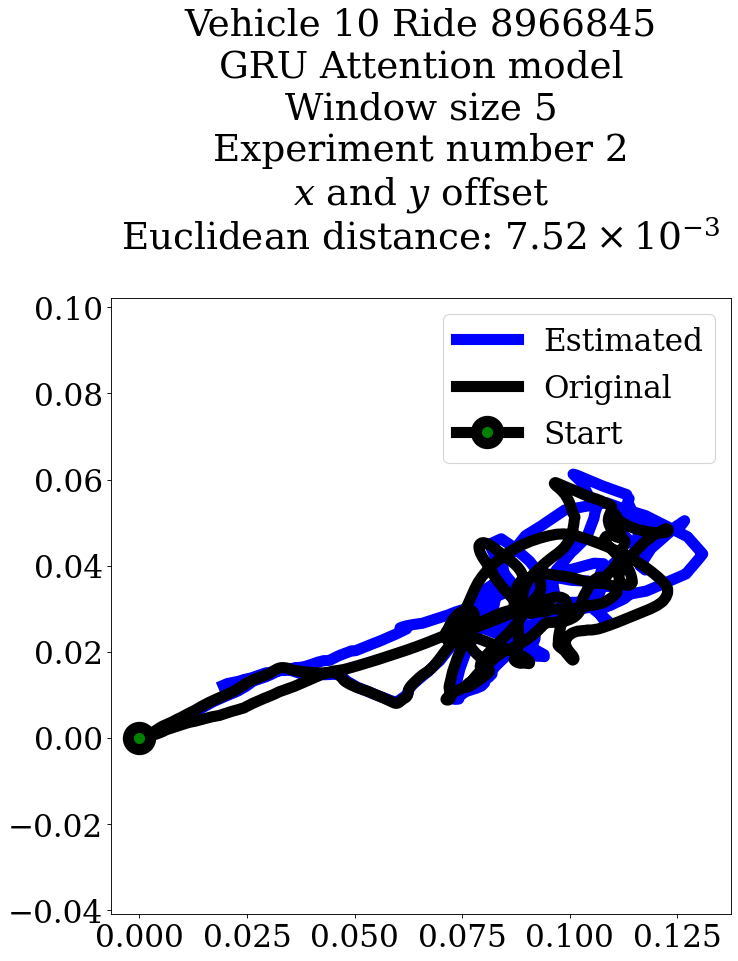 Vehicle 10 Ride 8966845
GRU Attention model
Window size 5
Experiment number 2
x and y offset
Euclidean distance: 7.52 × 10⁻³
0.10
Estimated
0.08
Original
Start
0.06
0.04
0.02
0.00
−0.02
−0.04
0.000 0.025 0.050 0.075 0.100 0.125